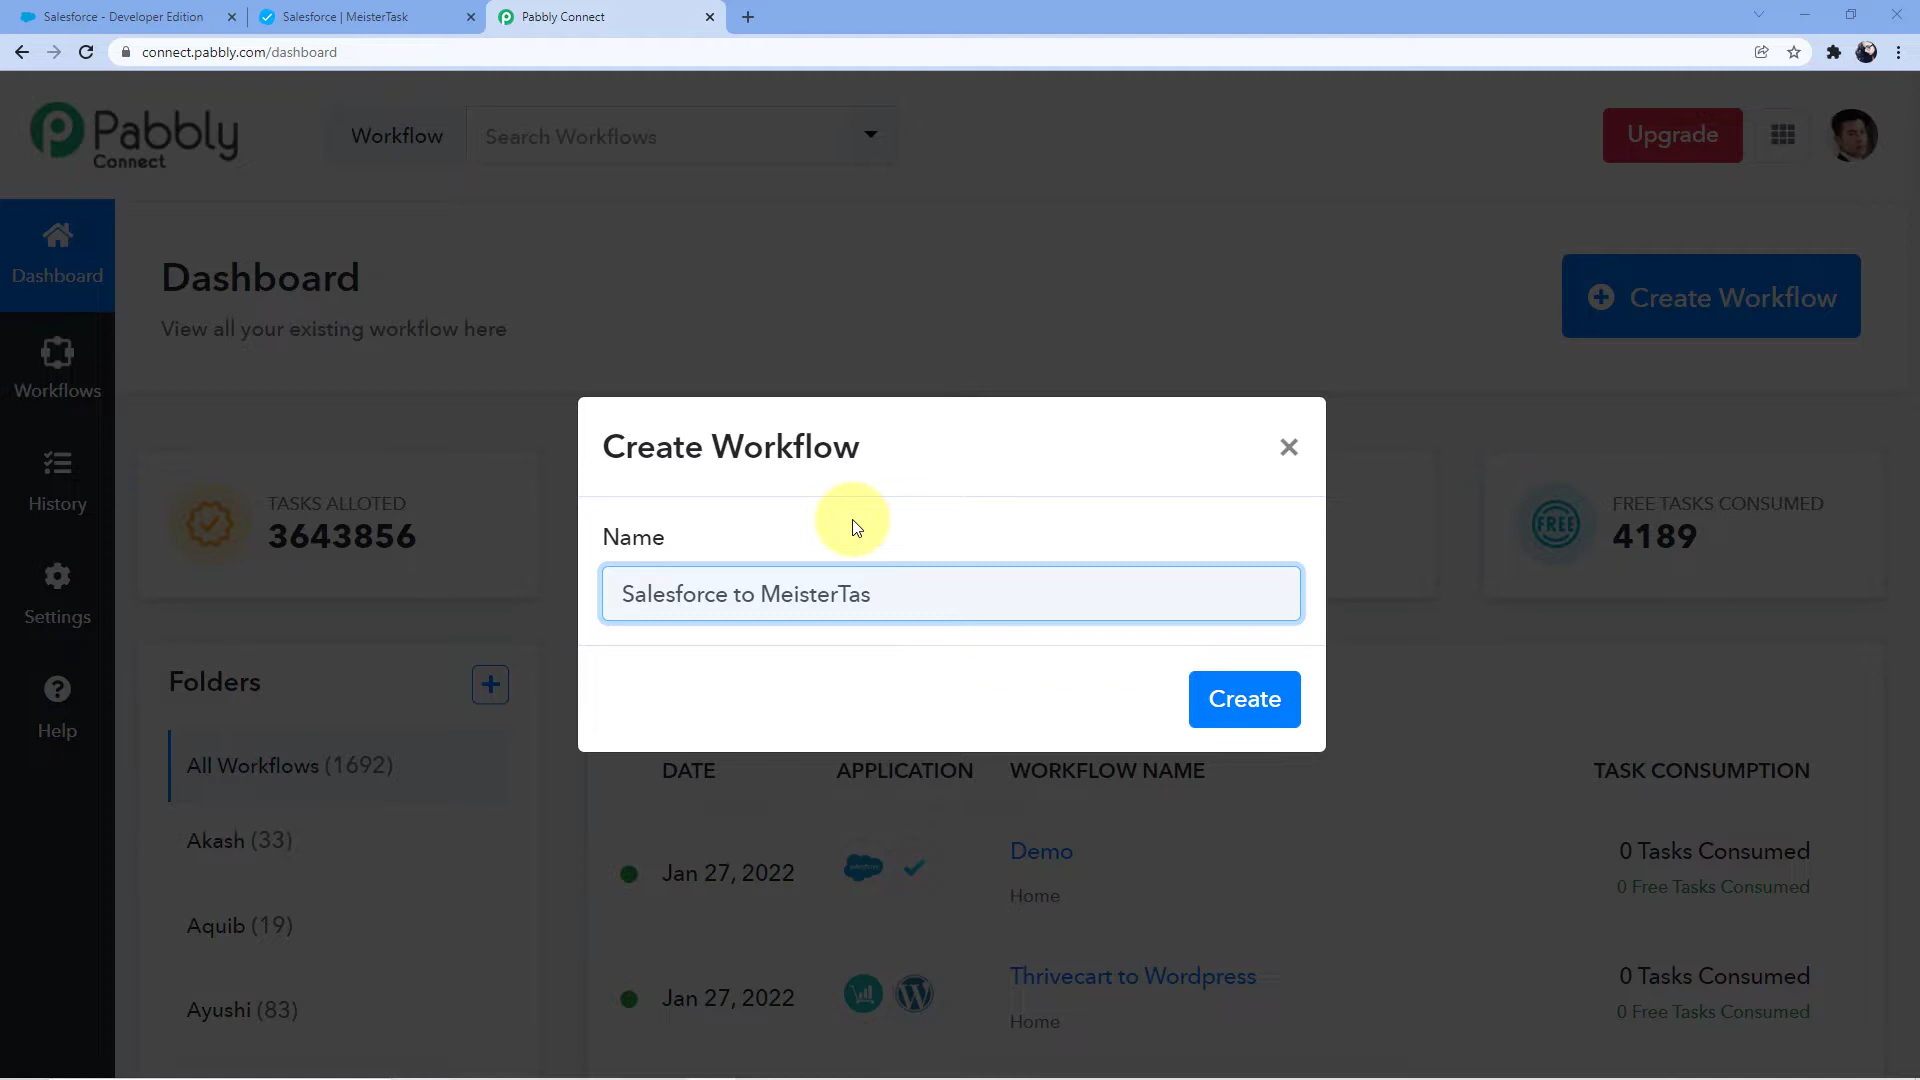 Salesforce - Developer Edition
Salesforce | MeisterTask
Pabbly Connect
connect.pabbly.com/dashboard
Pabbly
Connect
Workflow
Search Workflows
Upgrade
Dashboard
Workflows
History
Settings
Help
Dashboard
View all your existing workflow here
Create Workflow
TASKS ALLOTED
3643856
FREE
FREE TASKS CONSUMED
4189
Create Workflow
Name
Salesforce to MeisterTas
Create
Folders
All Workflows (1692)
Akash (33)
Aquib (19)
Ayushi (83)
DATE
APPLICATION
WORKFLOW NAME
TASK CONSUMPTION
Jan 27, 2022
Demo
Home
0 Tasks Consumed
0 Free Tasks Consumed
Jan 27, 2022
Thrivecart to Wordpress
Home
0 Tasks Consumed
0 Free Tasks Consumed